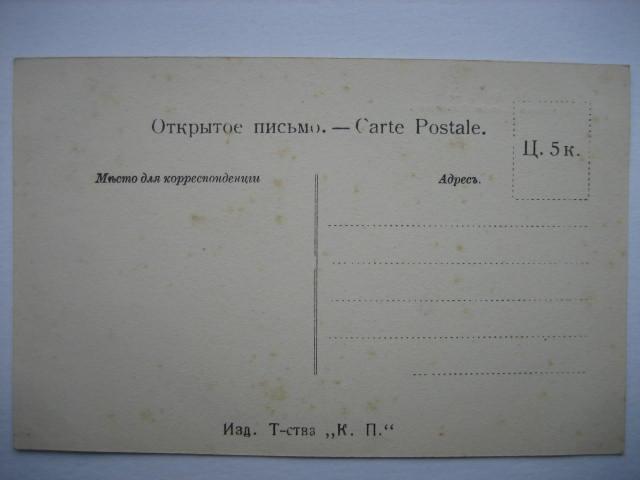 Открытое письмо. — Carte Postale.
Ц. 5 к.
Мѣсто для корреспонденціи
Адресъ.
Изд. Т-ства „К. П.“